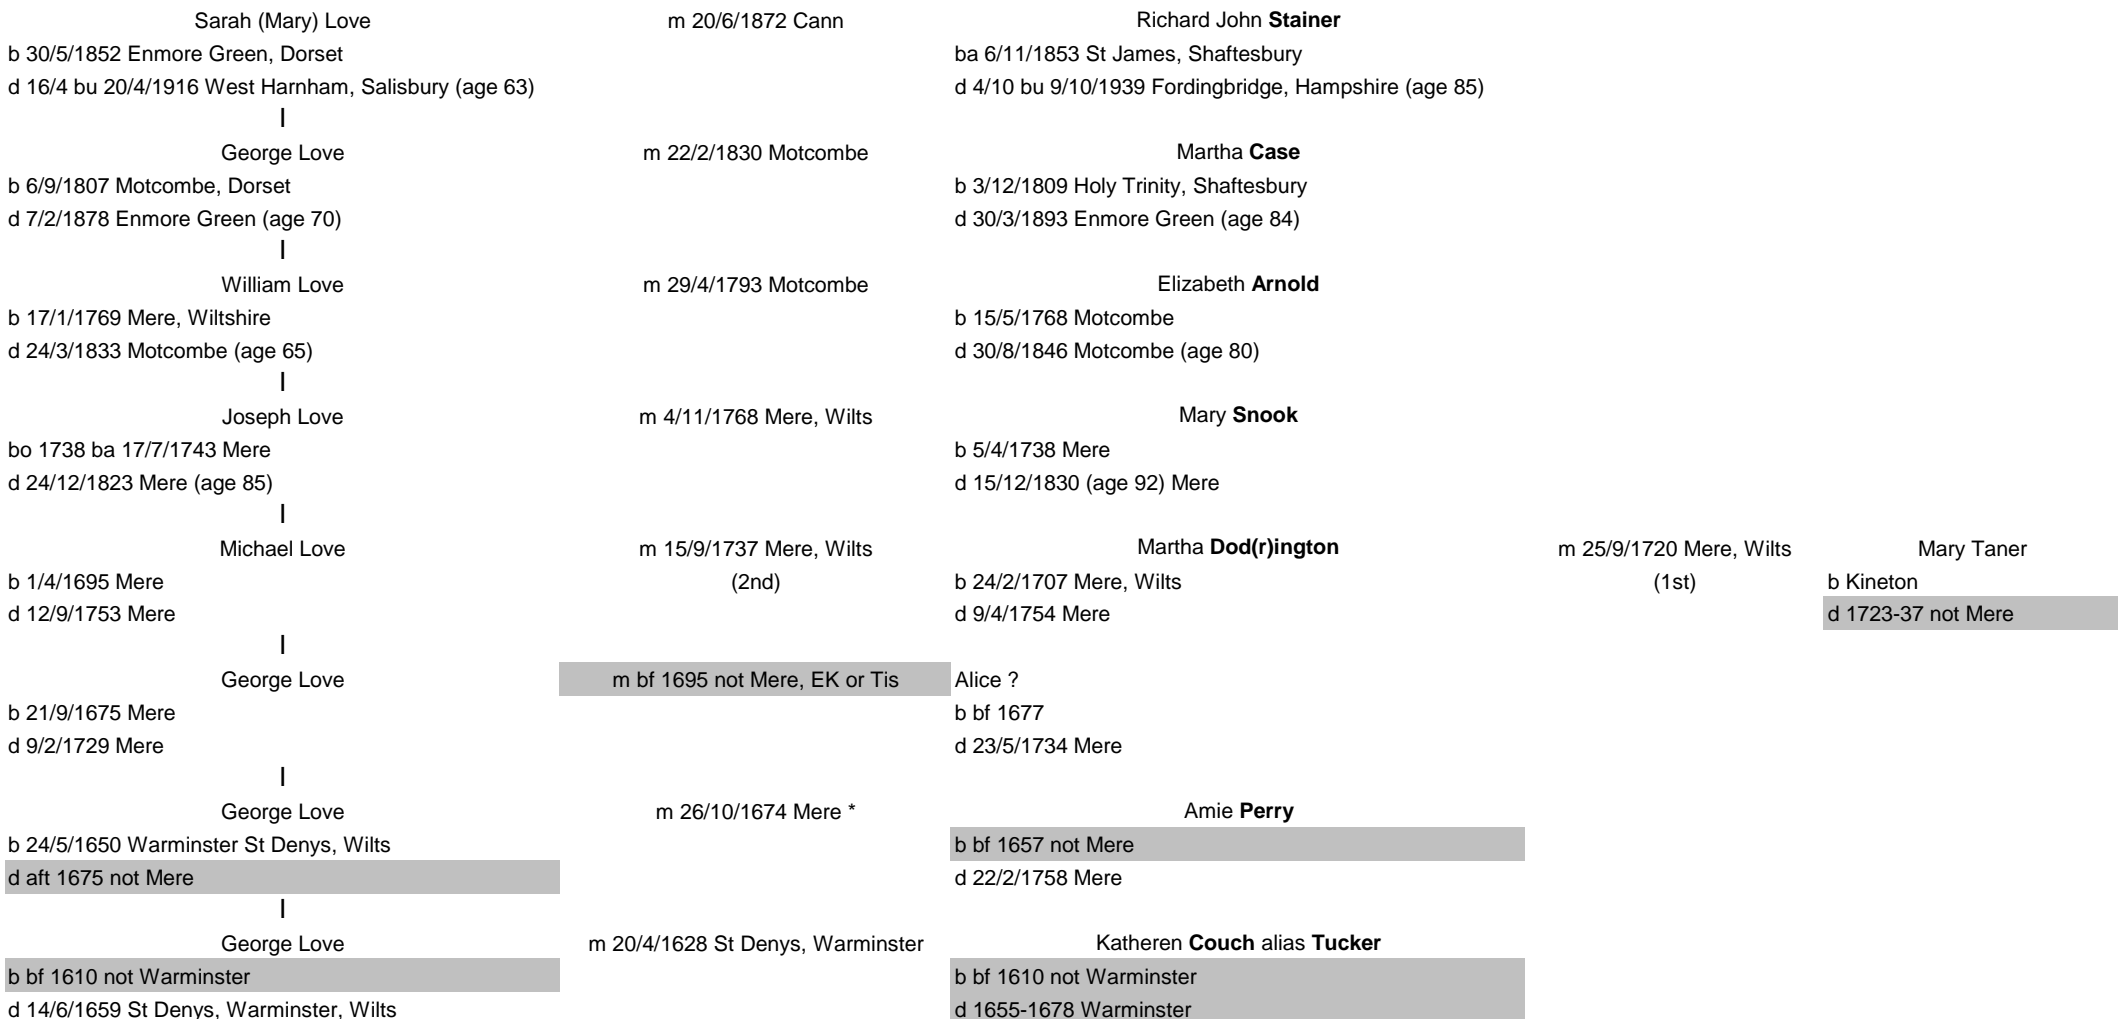 Sarah (Mary) Love m 20/6/1872 Cann Richard John Stainer
b 30/5/1852 Enmore Green, Dorset ba 6/11/1853 St James, Shaftesbury
d 16/4 bu 20/4/1916 West Harnham, Salisbury (age 63) d 4/10 bu 9/10/1939 Fordingbridge, Hampshire (age 85)
George Love m 22/2/1830 Motcombe Martha Case
b 6/9/1807 Motcombe, Dorset b 3/12/1809 Holy Trinity, Shaftesbury
d 7/2/1878 Enmore Green (age 70) d 30/3/1893 Enmore Green (age 84)
William Love m 29/4/1793 Motcombe Elizabeth Arnold
b 17/1/1769 Mere, Wiltshire b 15/5/1768 Motcombe
d 24/3/1833 Motcombe (age 65) d 30/8/1846 Motcombe (age 80)
Joseph Love m 4/11/1768 Mere, Wilts Mary Snook
bo 1738 ba 17/7/1743 Mere b 5/4/1738 Mere
d 24/12/1823 Mere (age 85) d 15/12/1830 (age 92) Mere
Michael Love m 15/9/1737 Mere, Wilts Martha Dod(r)ington m 25/9/1720 Mere, Wilts Mary Taner
b 1/4/1695 Mere (2nd) b 24/2/1707 Mere, Wilts (1st) b Kineton
d 12/9/1753 Mere d 9/4/1754 Mere d 1723-37 not Mere
George Love m bf 1695 not Mere, EK or Tis Alice ?
b 21/9/1675 Mere b bf 1677
d 9/2/1729 Mere d 23/5/1734 Mere
George Love m 26/10/1674 Mere * Amie Perry
b 24/5/1650 Warminster St Denys, Wilts b bf 1657 not Mere
d aft 1675 not Mere d 22/2/1758 Mere
George Love m 20/4/1628 St Denys, Warminster Katheren Couch alias Tucker
b bf 1610 not Warminster b bf 1610 not Warminster
d 14/6/1659 St Denys, Warminster, Wilts d 1655-1678 Warminster